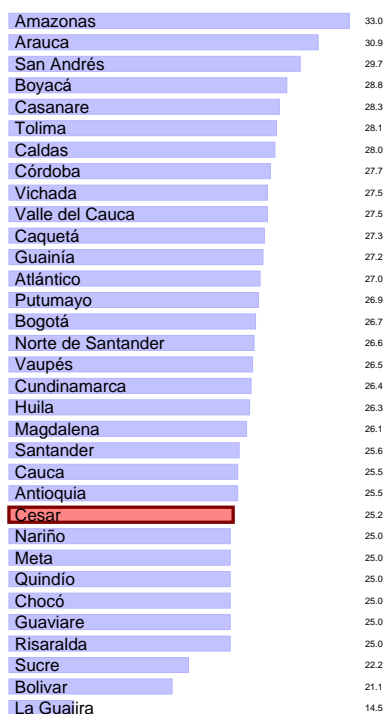 Amazonas 33.0
Arauca 30.9
San Andrés 29.7
Boyacá 28.8
Casanare 28.3
Tolima 28.1
Caldas 28.0
Córdoba 27.7
Vichada 27.5
Valle del Cauca 27.5
Caquetá 27.3
Guainía 27.2
Atlántico 27.0
Putumayo 26.9
Bogotá 26.7
Norte de Santander 26.6
Vaupés 26.5
Cundinamarca 26.4
Huila 26.3
Magdalena 26.1
Santander 25.6
Cauca 25.5
Antioquia 25.5
Cesar 25.2
Nariño 25.0
Meta 25.0
Quindío 25.0
Chocó 25.0
Guaviare 25.0
Risaralda 25.0
Sucre 22.2
Bolivar 21.1
La Guajira 14.5